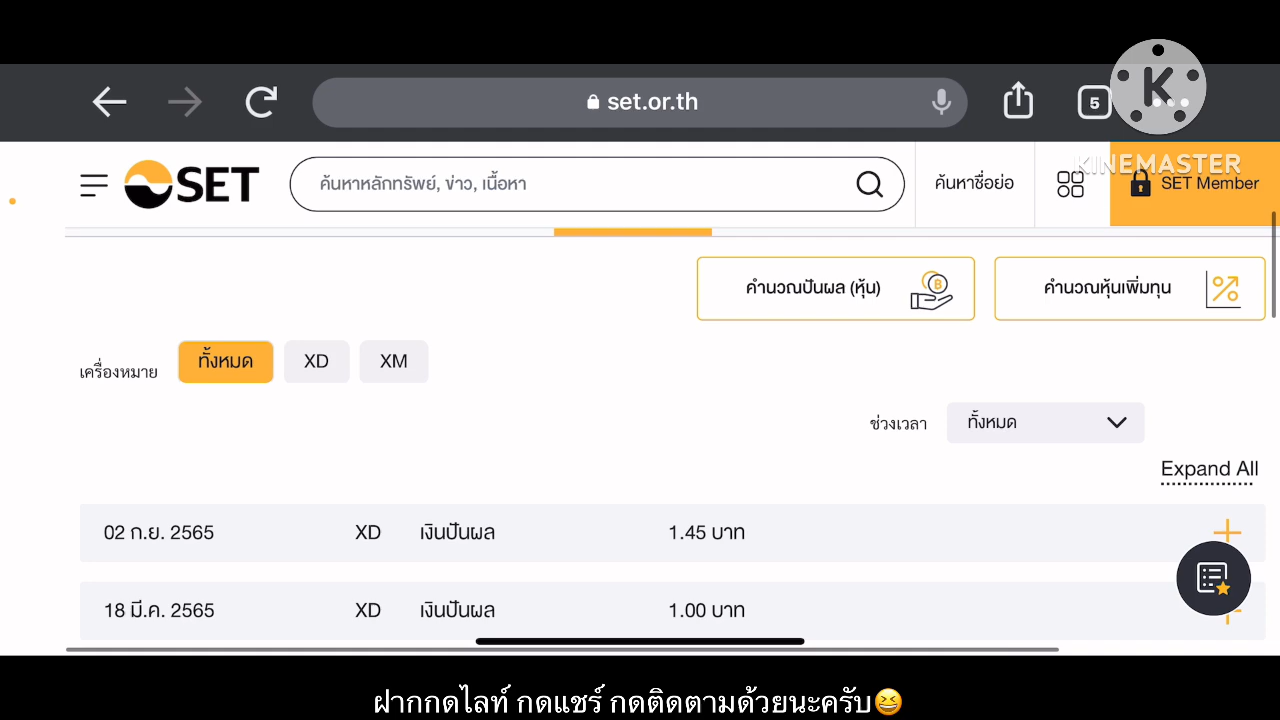 set.or.th
5
K
KINEMASTER
SET
ค้นหาหลักทรัพย์, ข่าว, เนื้อหา
ค้นหาชื่อย่อ
SET Member
คำนวณปันผล (หุ้น)
คำนวณหุ้นเพิ่มทุน
เครื่องหมาย
ทั้งหมด
XD
XM
ช่วงเวลา
ทั้งหมด
Expand All
02 ก.ย. 2565 XD เงินปันผล 1.45 บาท
18 มี.ค. 2565 XD เงินปันผล 1.00 บาท
ฝากกดไลท์ กดแชร์ กดติดตามด้วยนะครับ😆